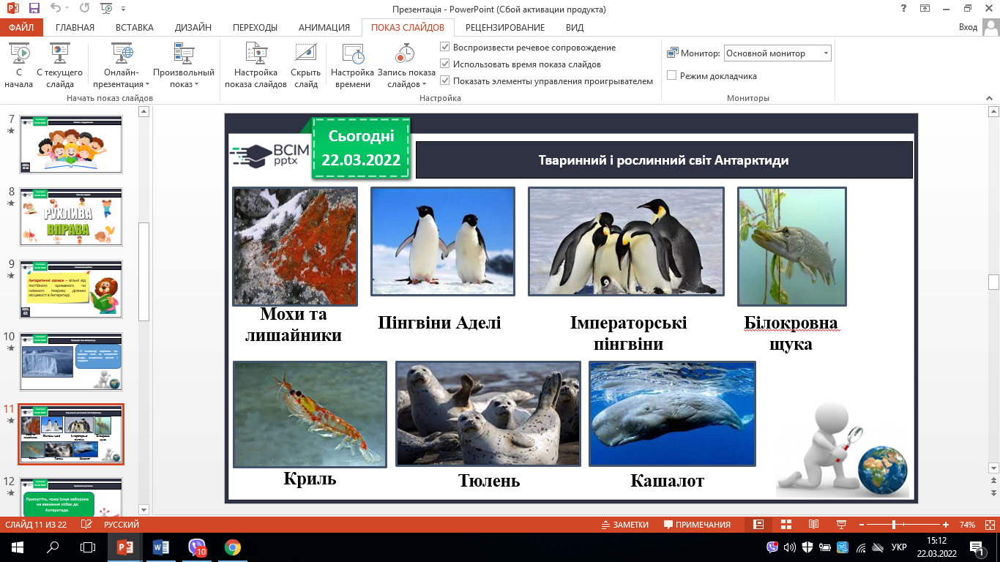 Презентація - PowerPoint (Сбой активации продукта)
ФАЙЛ ГЛАВНАЯ ВСТАВКА ДИЗАЙН ПЕРЕХОДЫ АНИМАЦИЯ ПОКАЗ СЛАЙДОВ РЕЦЕНЗИРОВАНИЕ ВИД Вход
С начала
С текущего слайда
Онлайн-презентация
Произвольный показ
Начать показ слайдов
Настройка показа слайдов
Скрыть слайд
Настройка времени
Запись показа слайдов
Воспроизвести речевое сопровождение
Использовать время показа слайдов
Показать элементы управления проигрывателем
Настройка
Монитор: Основной монитор
Режим докладчика
Мониторы
7
8
РУХЛИВА
ВПРАВА
9
Антарктичні оазиси – вільні від
постійного крижаного чи
сніжного покриву ділянки
місцевості в Антарктиді.
10
11
12
Припустіть, чому існує заборона
на ввезення собак до
Антарктиди.
Сьогодні
22.03.2022
ВСІМ
pptx
Тваринний і рослинний світ Антарктиди
Мохи та
лишайники
Пінгвіни Аделі
Імператорські
пінгвіни
Білокровна
щука
Криль
Тюлень
Кашалот
СЛАЙД 11 ИЗ 22 РУССКИЙ ЗАМЕТКИ ПРИМЕЧАНИЯ 74%
10
УКР
15:12
22.03.2022
1